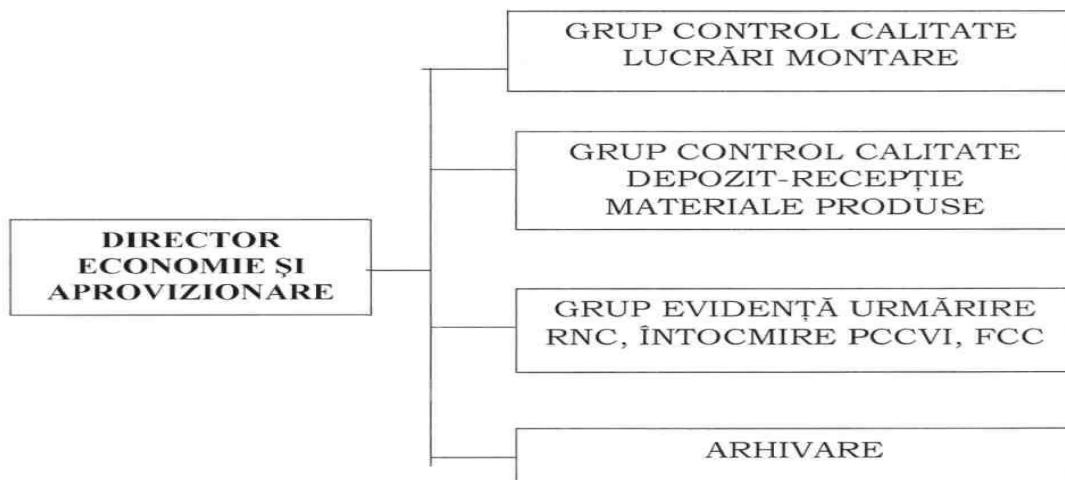 GRUP CONTROL CALITATE
LUCRĂRI MONTARE
GRUP CONTROL CALITATE
DEPOZIT-RECEPȚIE
MATERIALE PRODUSE
DIRECTOR
ECONOMIE ŞI
APROVIZIONARE
GRUP EVIDENȚĂ URMĂRIRE
RNC, ÎNTOCMIRE PCCVI, FCC
ARHIVARE